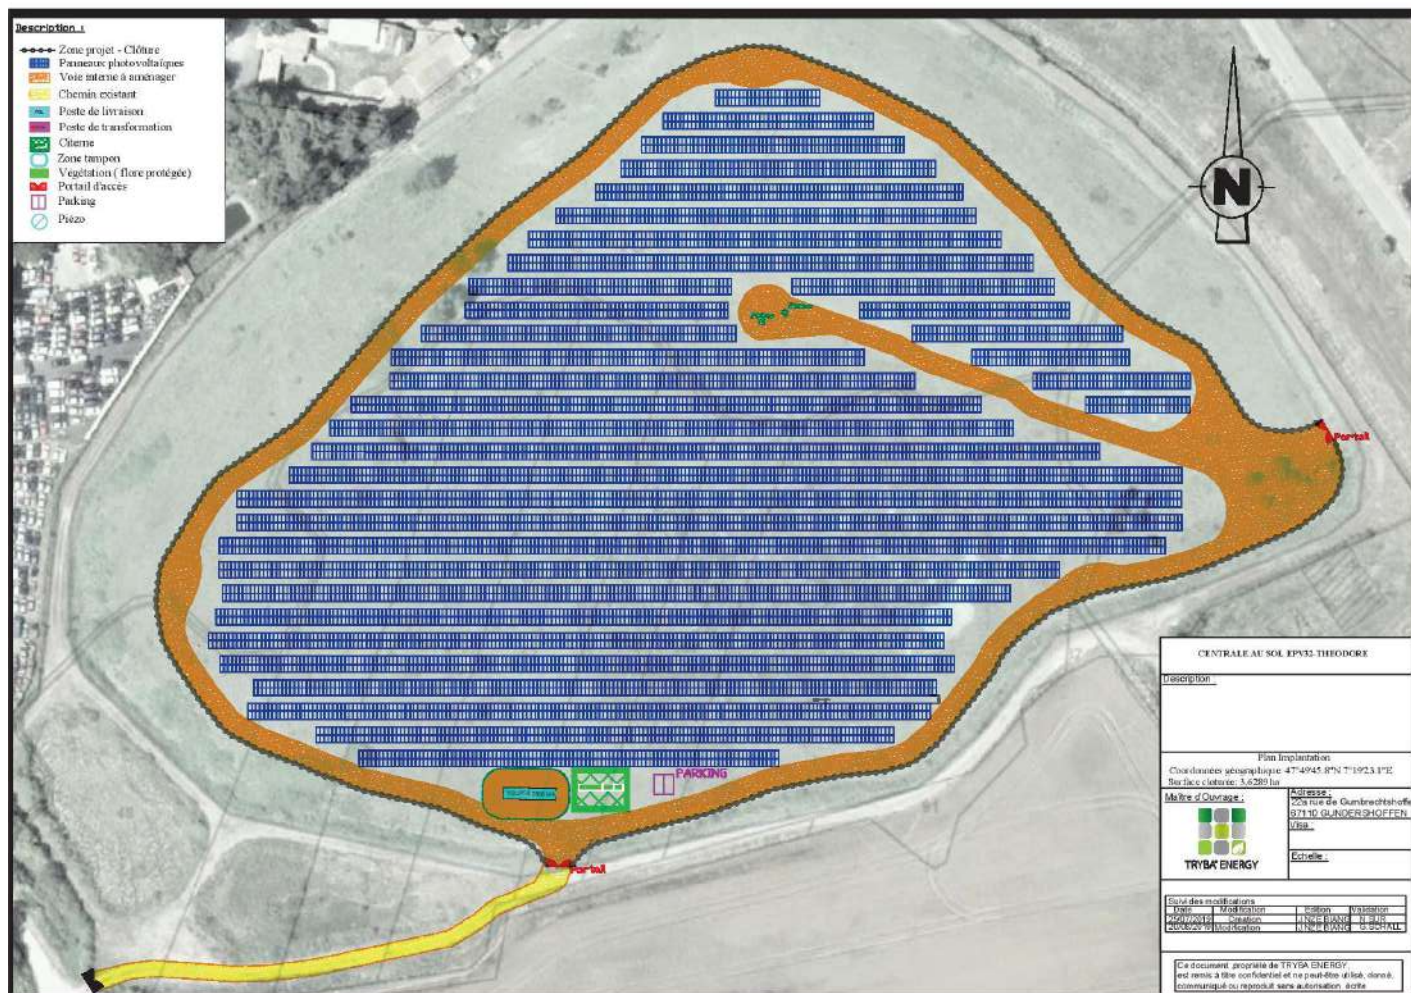 Description :
Zone projet - Clôture
Panneaux photovoltaïques
Voie interne à aménager
Chemin existant
Poste de livraison
Poste de transformation
Citerne
Zone tampon
Végétation ( flore protégée)
Portail d'accès
Parking
Piézo
N
Portail
PARKING
Portail
CENTRALE AU SOL EPV32-THEODORE
Description :
Plan Implantation
Coordonnées géographique 47°49'45.8"N 7°19'23.1"E
Surface cloturée: 3,6289 ha
Maître d'Ouvrage :
TRYBA ENERGY
Adresse :
22a rue de Gumbrechtshoffe
67110 GUNDERSHOFFEN
Visa :
Echelle :
Suivi des modifications
Date Modification Edition Validation
Création
Modification G.SCHALL
Ce document, propriété de TRYBA ENERGY,
est remis à titre confidentiel et ne peut-être utilisé, donné,
communiqué ou reproduit sans autorisation écrite